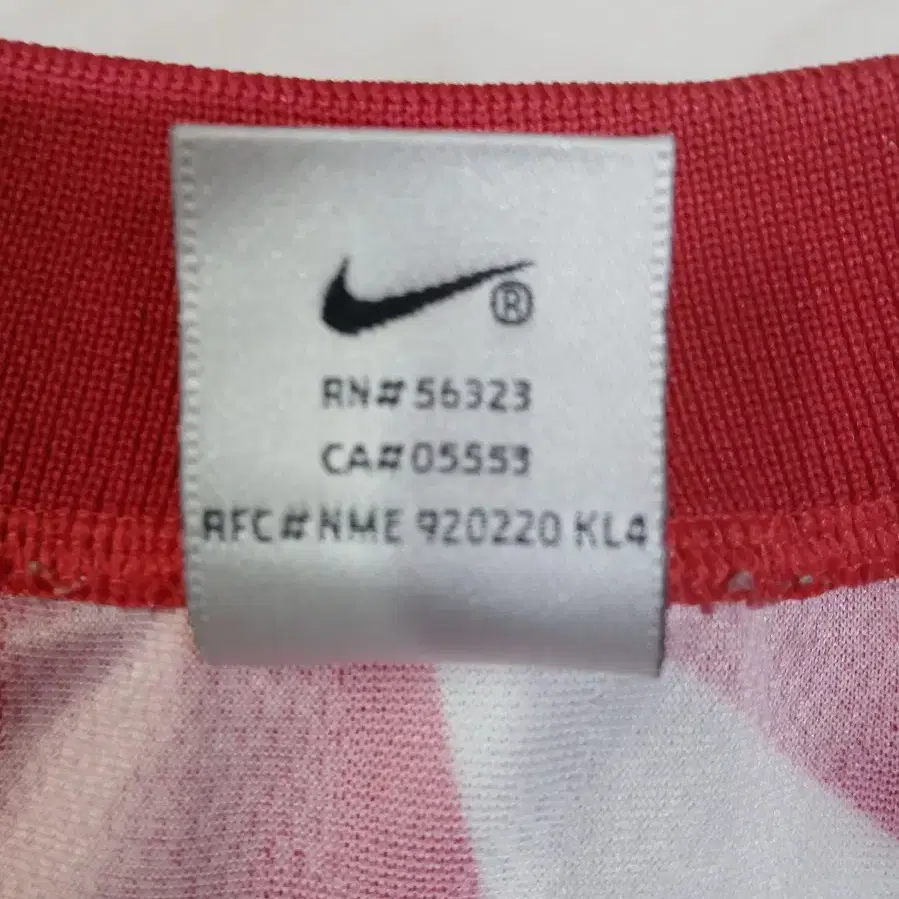 ®
RN# 56323
CA# 05553
RFC# NME 920220 KL4